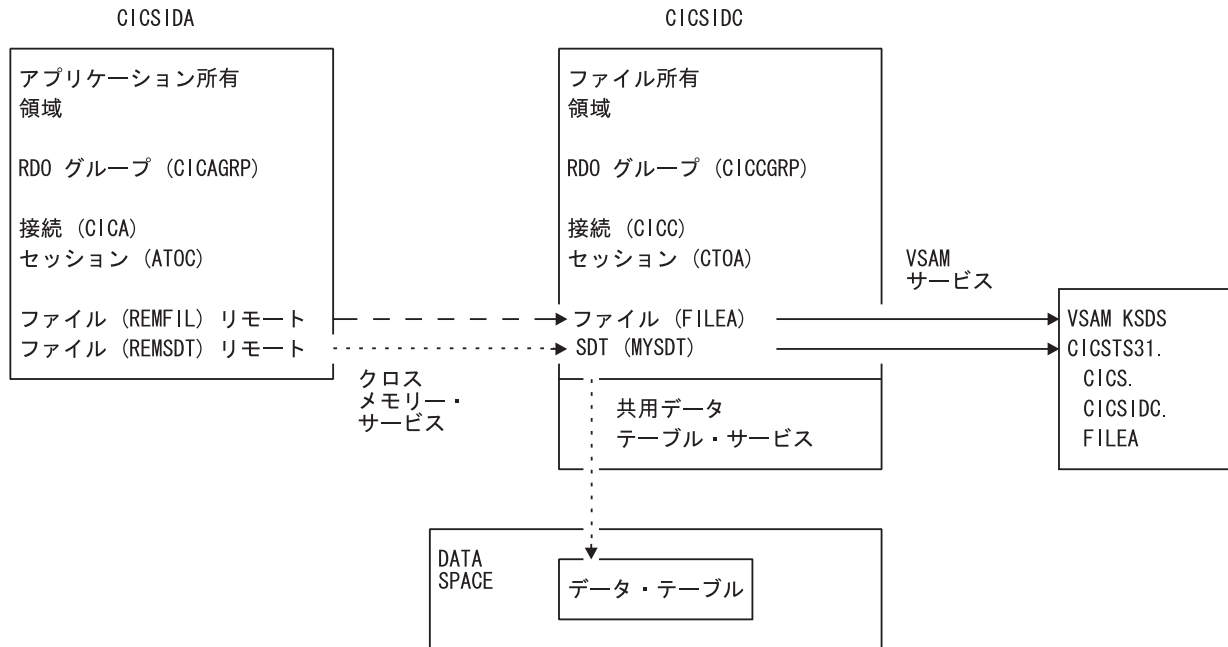 CICSIDA
CICSIDC
アプリケーション所有
領域
RDO グループ (CICAGRP)
接続 (CICA)
セッション (ATOC)
ファイル (REMFIL) リモート
ファイル (REMSDT) リモート
クロス
メモリー・
サービス
ファイル所有
領域
RDO グループ (CICCGRP)
接続 (CICC)
セッション (CTOA)
ファイル (FILEA)
SDT (MYSDT)
共用データ
テーブル・サービス
VSAM
サービス
VSAM KSDS
CICSTS31.
CICS.
CICSIDC.
FILEA
DATA
SPACE
データ・テーブル